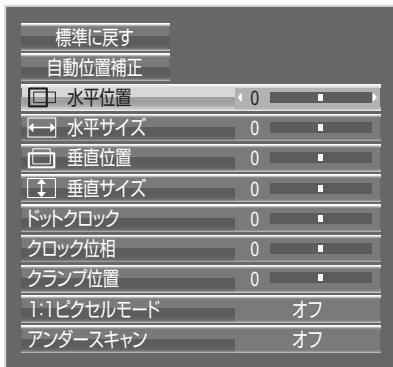 標準に戻す
自動位置補正
水平位置 0
水平サイズ 0
垂直位置 0
垂直サイズ 0
ドットクロック 0
クロック位相 0
クランプ位置 0
1:1ピクセルモード オフ
アンダースキャン オフ